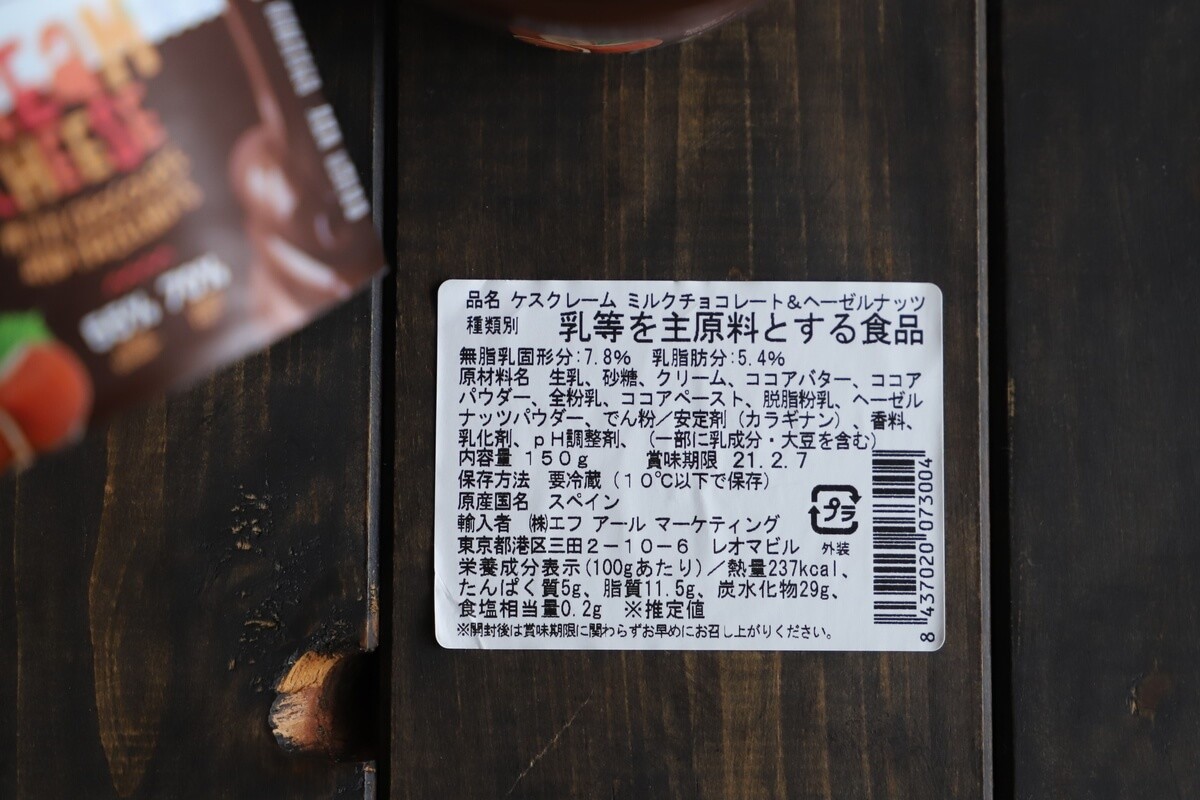 70%
品名 ケスクレーム ミルクチョコレート&ヘーゼルナッツ
種類別 乳等を主原料とする食品
無脂乳固形分:7.8% 乳脂肪分:5.4%
原材料名 生乳、砂糖、クリーム、ココアバター、ココア
パウダー、全粉乳、ココアペースト、脱脂粉乳、ヘーゼル
ナッツパウダー、でん粉／安定剤（カラギナン）、香料、
乳化剤、pH調整剤、（一部に乳成分・大豆を含む）
内容量 150g 賞味期限 21.2.7
保存方法 要冷蔵（10℃以下で保存）
原産国名 スペイン
輸入者 ㈱エフ アール マーケティング
東京都港区三田2－10－6 レオマビル
栄養成分表示(100gあたり)／熱量237kcal、
たんぱく質5g、脂質11.5g、炭水化物29g、
食塩相当量0.2g ※推定値
※開封後は賞味期限に関わらずお早めにお召し上がりください。
プラ
外装
8 437020 073004